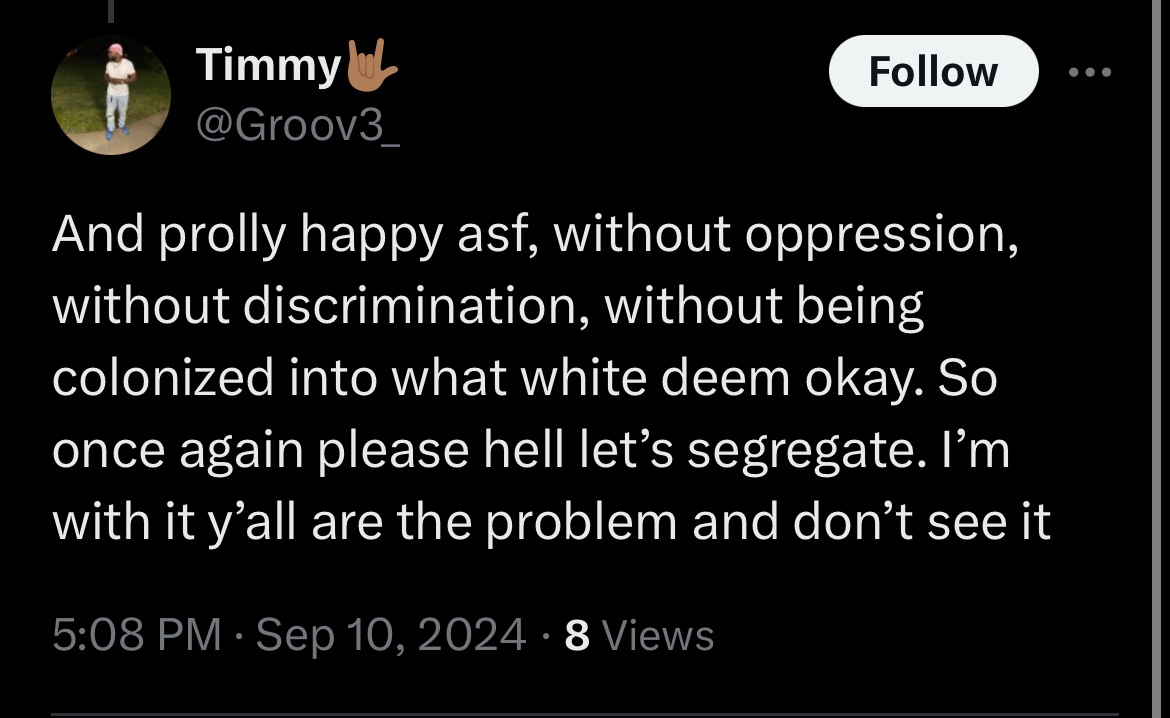 Timmy🤟🏽
Follow
@Groov3_
And prolly happy asf, without oppression,
without discrimination, without being
colonized into what white deem okay. So
once again please hell let’s segregate. I’m
with it y’all are the problem and don’t see it
5:08 PM · Sep 10, 2024 · 8 Views